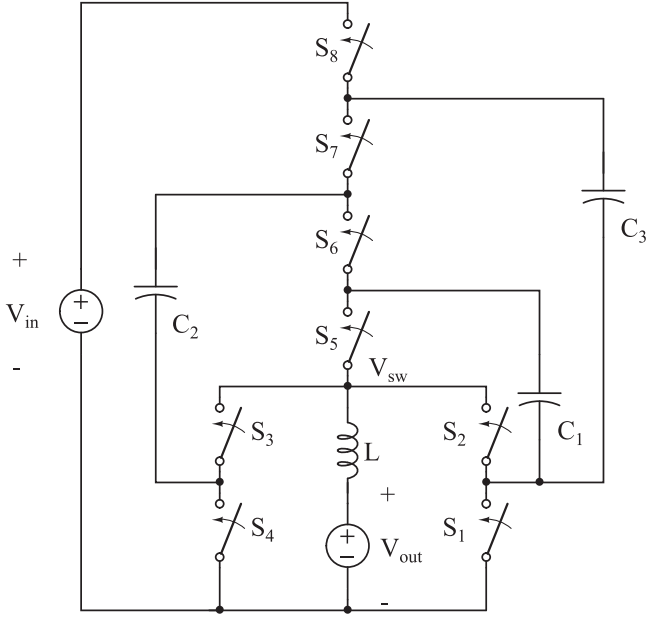 S8
S7
C3
S6
+
Vin
-
+
-
C2
S5
Vsw
S3
S2
C1
L
+
S4
+
-
Vout
S1
-